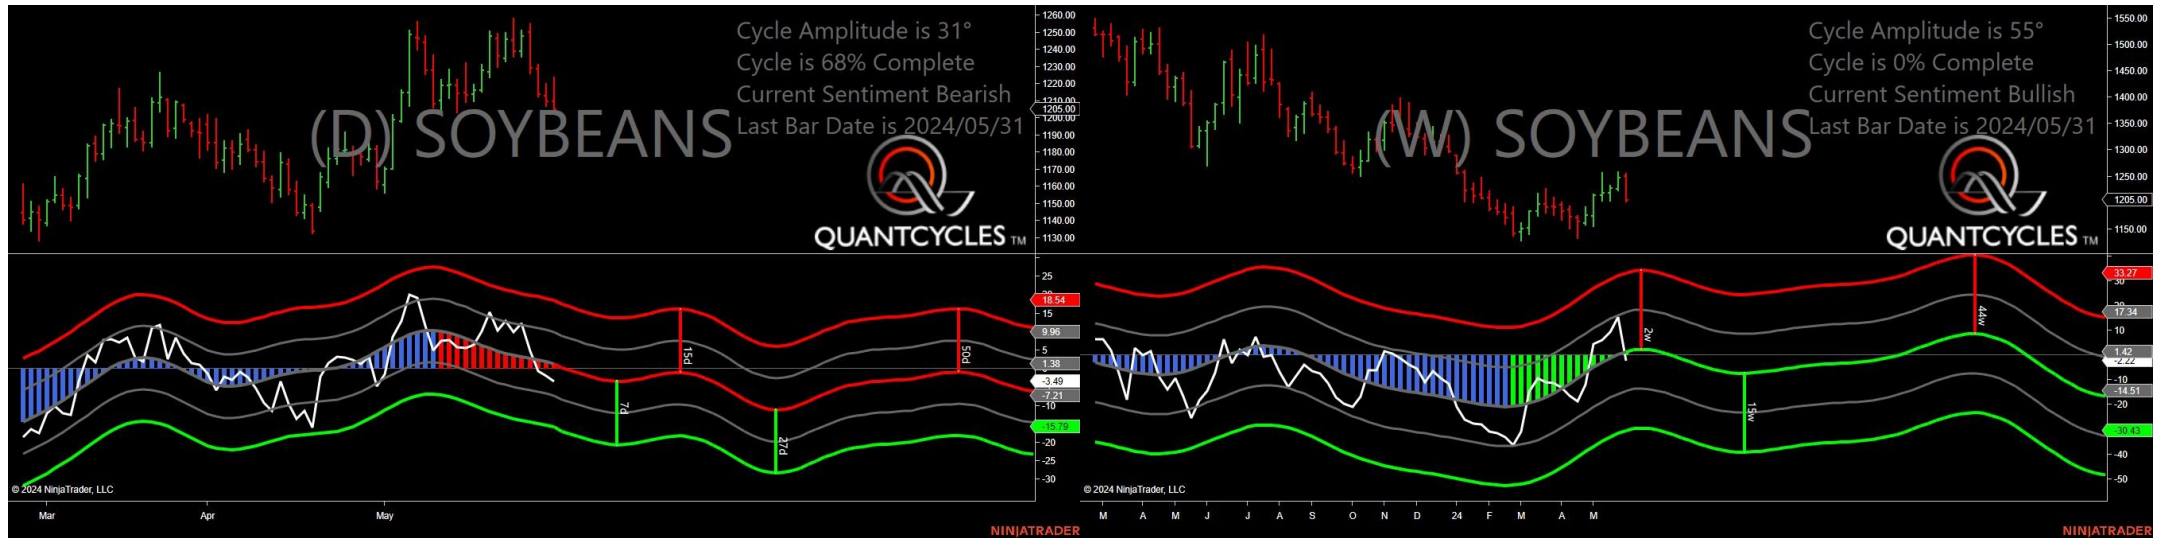 Cycle Amplitude is 31°
Cycle is 68% Complete
Current Sentiment Bearish
Last Bar Date is 2024/05/31
(D) SOYBEANS
QUANTCYCLES TM
1260.00
1250.00
1240.00
1230.00
1220.00
1210.00
1205.00
1190.00
1180.00
1170.00
1160.00
1150.00
1140.00
1130.00
25
18.54
15
9.96
5
1.38
-3.49
-7.21
-10
-15.79
-20
-25
-30
7d
15d
27d
50d
© 2024 NinjaTrader, LLC
Mar Apr May
NINJATRADER
Cycle Amplitude is 55°
Cycle is 0% Complete
Current Sentiment Bullish
Last Bar Date is 2024/05/31
(W) SOYBEANS
QUANTCYCLES TM
1550.00
1500.00
1450.00
1400.00
1350.00
1300.00
1250.00
1205.00
1150.00
33.27
30
20
17.34
10
1.42
-2.22
-10
-14.51
-20
-30.43
-40
-50
2w
15w
44w
© 2024 NinjaTrader, LLC
M A M J J A S O N D 24 F M A M
NINJATRADER